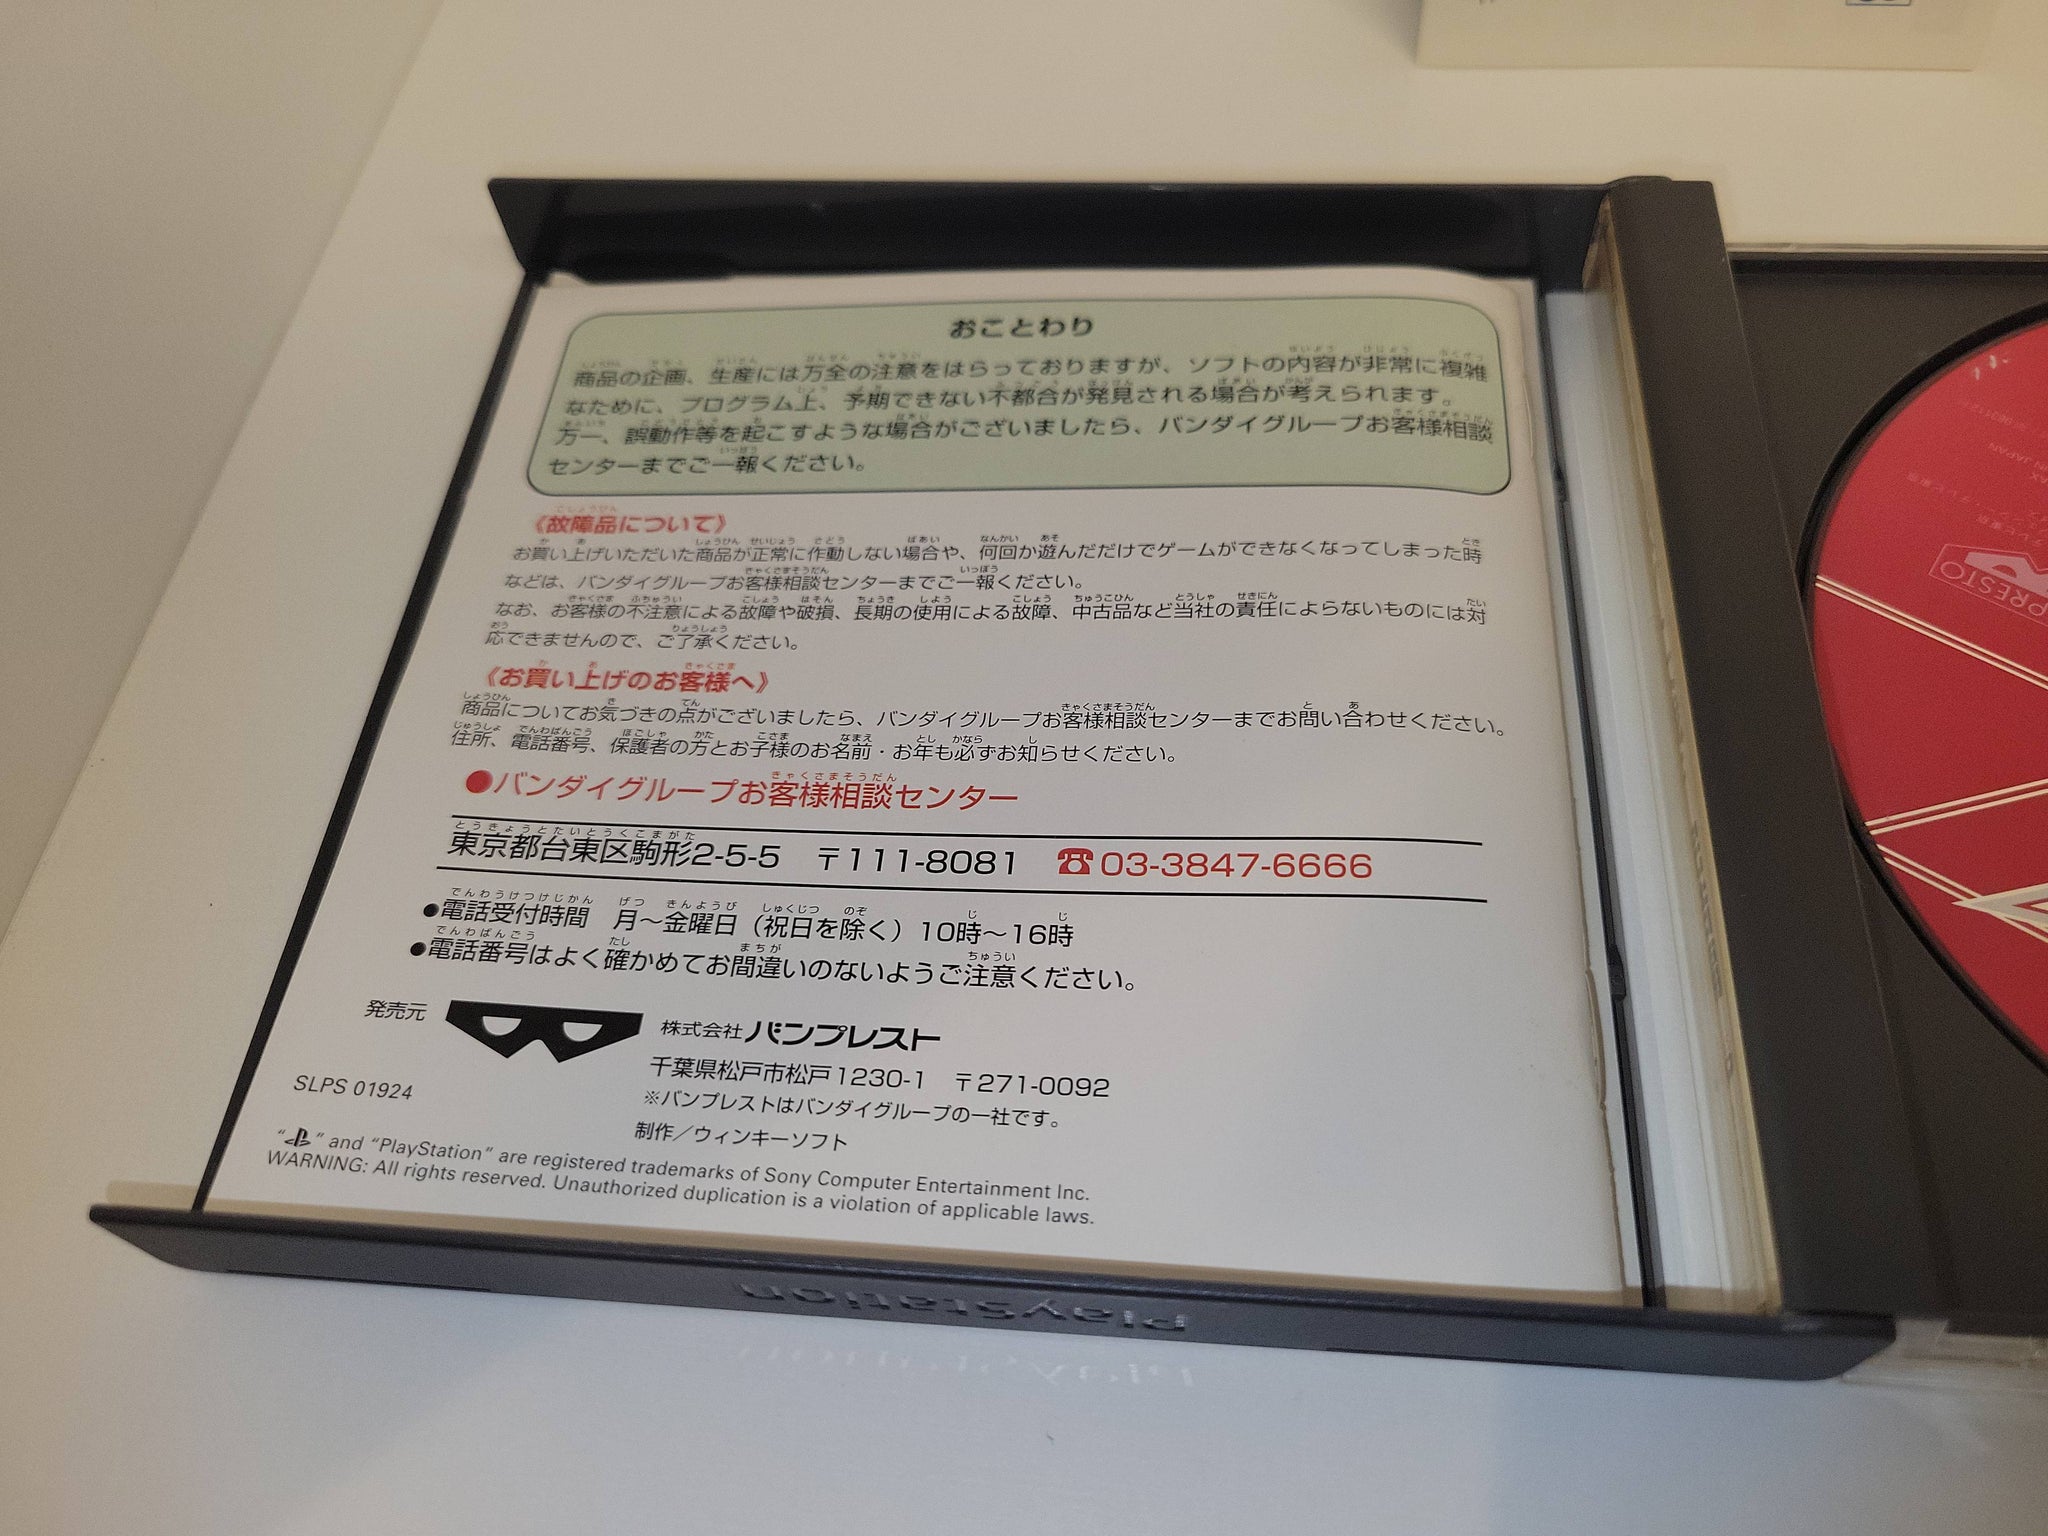 おことわり
商品の企画、生産には万全の注意をはらっておりますが、ソフトの内容が非常に複雑
なために、プログラム上、予期できない不都合が発見される場合が考えられます。
万一、誤動作等を起こすような場合がございましたら、バンダイグループお客様相談
センターまでご一報ください。
《故障品について》
お買い上げいただいた商品が正常に作動しない場合や、何回か遊んだだけでゲームができなくなってしまった時
などは、バンダイグループお客様相談センターまでご一報ください。
なお、お客様の不注意による故障や破損、長期の使用による故障、中古品など当社の責任によらないものには対
応できませんので、ご了承ください。
《お買い上げのお客様へ》
商品についてお気づきの点がございましたら、バンダイグループお客様相談センターまでお問い合わせください。
住所、電話番号、保護者の方とお子様のお名前・お年も必ずお知らせください。
●バンダイグループお客様相談センター
東京都台東区駒形2-5-5 〒111-8081 ☎03-3847-6666
●電話受付時間 月〜金曜日（祝日を除く）10時〜16時
●電話番号はよく確かめてお間違いのないようご注意ください。
発売元 株式会社バンプレスト
千葉県松戸市松戸1230-1 〒271-0092
※バンプレストはバンダイグループの一社です。
制作／ウィンキーソフト
SLPS 01924
" " and "PlayStation" are registered trademarks of Sony Computer Entertainment Inc.
WARNING: All rights reserved. Unauthorized duplication is a violation of applicable laws.
PlayStation
PRESTO
IN JAPAN